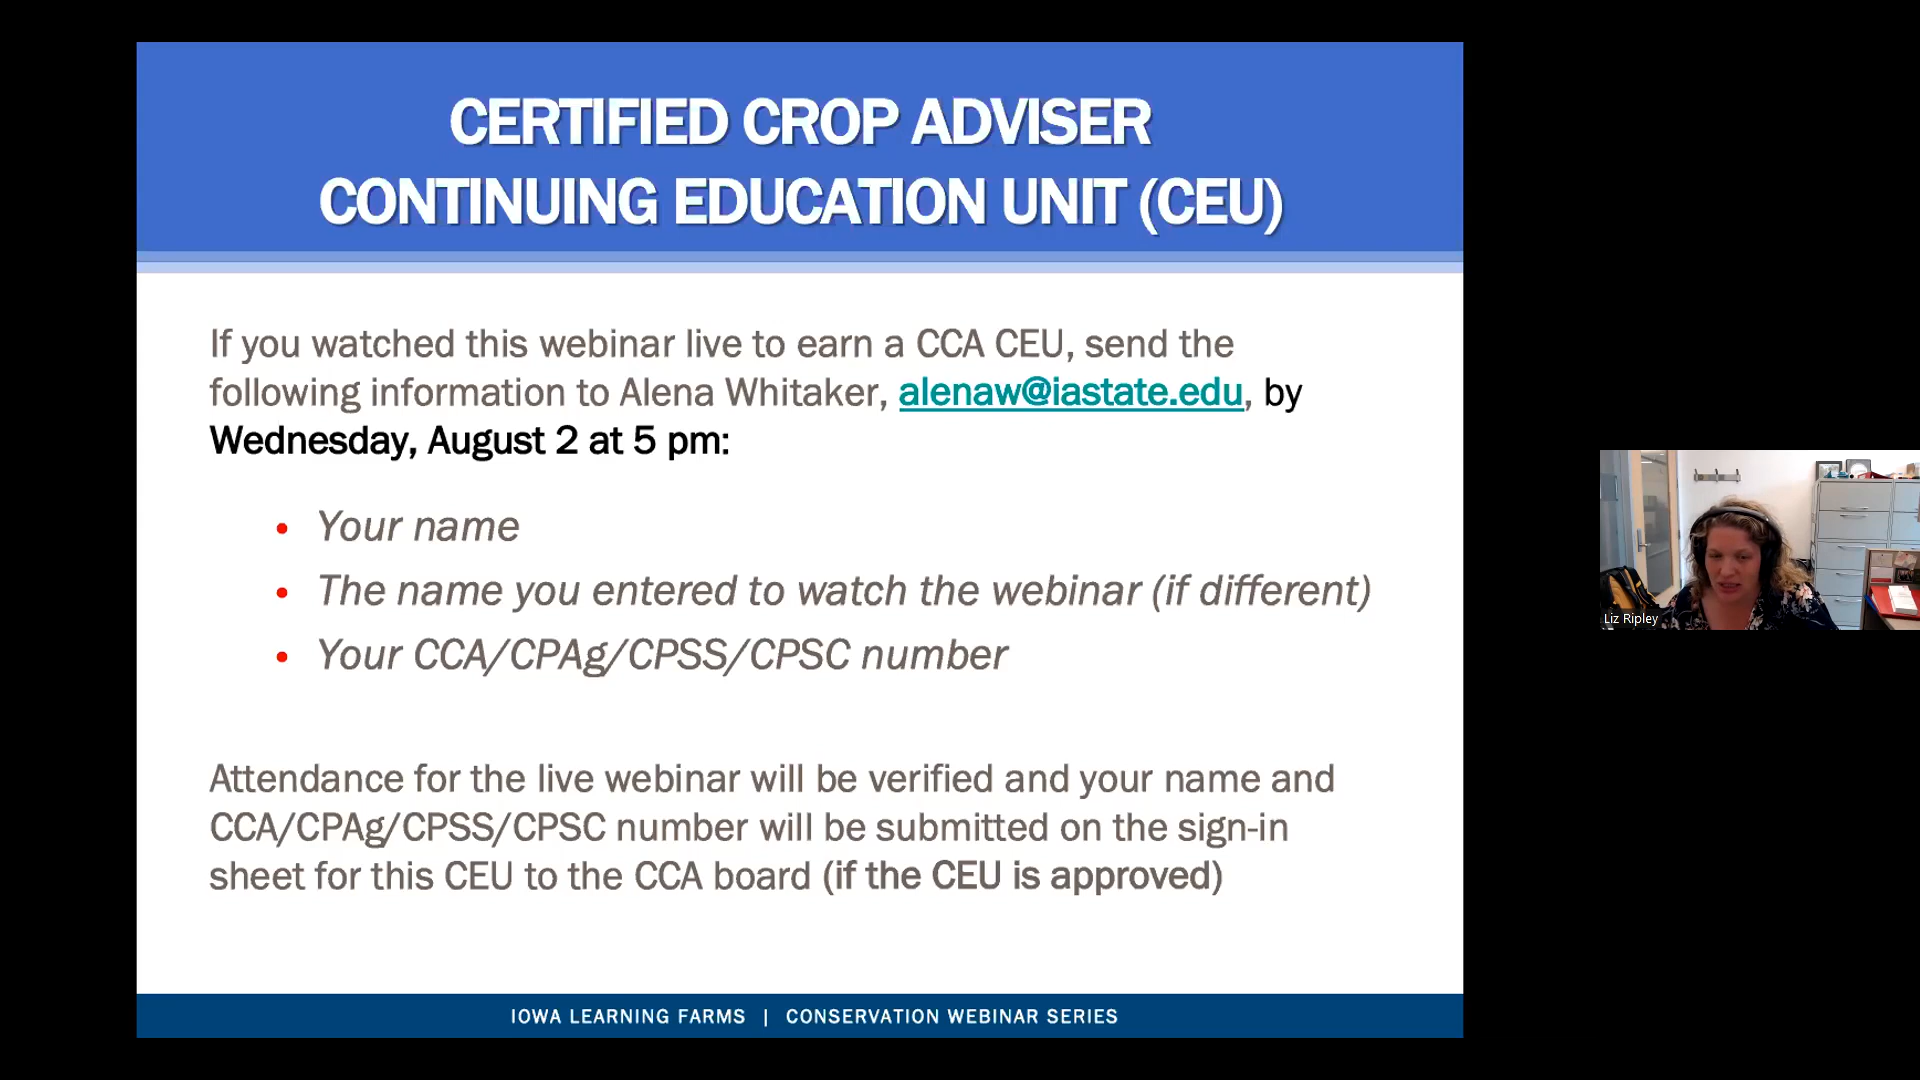 CERTIFIED CROP ADVISER
CONTINUING EDUCATION UNIT (CEU)
If you watched this webinar live to earn a CCA CEU, send the
following information to Alena Whitaker, alenaw@iastate.edu, by
Wednesday, August 2 at 5 pm:
• Your name
• The name you entered to watch the webinar (if different)
• Your CCA/CPAg/CPSS/CPSC number
Attendance for the live webinar will be verified and your name and
CCA/CPAg/CPSS/CPSC number will be submitted on the sign-in
sheet for this CEU to the CCA board (if the CEU is approved)
IOWA LEARNING FARMS | CONSERVATION WEBINAR SERIES
Liz Ripley